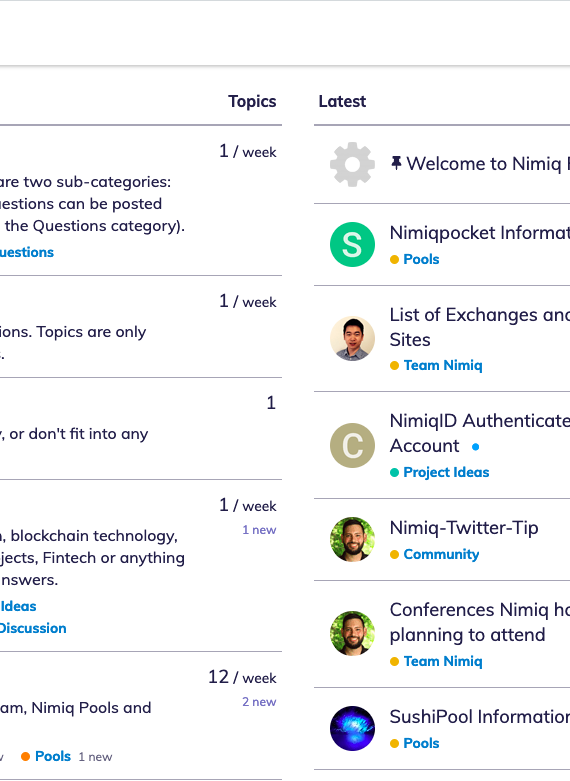 Topics
1 / week
are two sub-categories:
uestions can be posted
the Questions category).
uestions
1 / week
ions. Topics are only
s.
1
, or don't fit into any
1 / week
1 new
, blockchain technology,
jects, Fintech or anything
nswers.
Ideas
Discussion
12 / week
2 new
am, Nimiq Pools and
Pools 1 new
Latest
Welcome to Nimiq
Nimiqpocket Informat
Pools
List of Exchanges and
Sites
Team Nimiq
C
NimiqID Authenticate
Account
Project Ideas
S
Nimiq-Twitter-Tip
Community
Conferences Nimiq ha
planning to attend
Team Nimiq
SushiPool Information
Pools